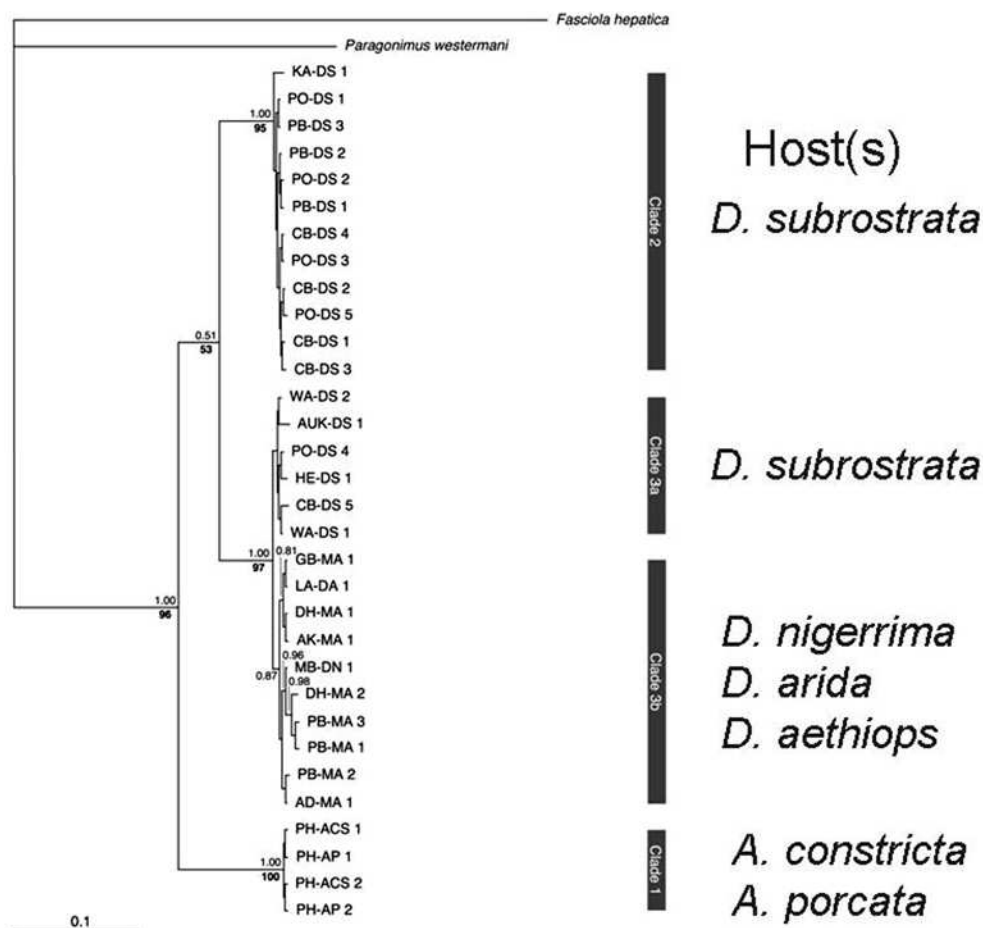 Fasciola hepatica
Paragonimus westermani
KA-DS 1
PO-DS 1
1.00
PB-DS 3
95
PB-DS 2
PO-DS 2
PB-DS 1
CB-DS 4
PO-DS 3
CB-DS 2
PO-DS 5
0.51
CB-DS 1
53
CB-DS 3
Clade 2
Host(s)
D. subrostrata
WA-DS 2
AUK-DS 1
PO-DS 4
HE-DS 1
CB-DS 5
WA-DS 1
Clade 3a
D. subrostrata
1.00
0.81
GB-MA 1
97
LA-DA 1
1.00
DH-MA 1
96
AK-MA 1
0.96
MB-DN 1
0.87
0.98
DH-MA 2
PB-MA 3
PB-MA 1
PB-MA 2
AD-MA 1
Clade 3b
D. nigerrima
D. arida
D. aethiops
PH-ACS 1
1.00
PH-AP 1
100
PH-ACS 2
PH-AP 2
Clade 1
A. constricta
A. porcata
0.1